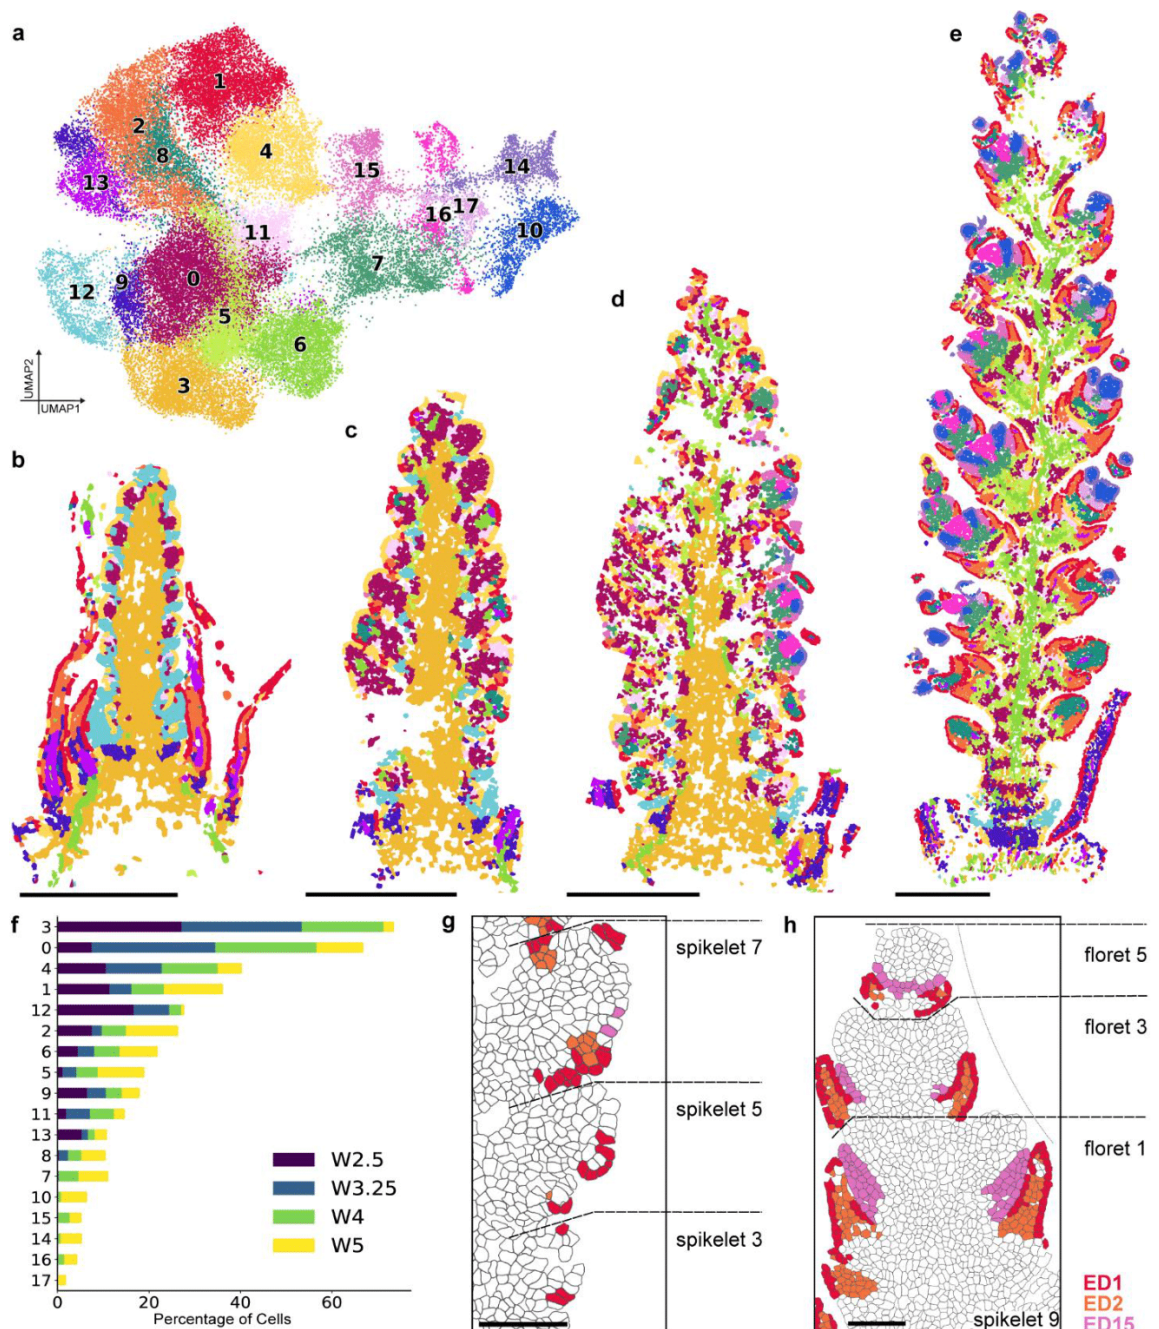 a
1
2
8
4
13
15
14
16
17
11
10
7
12
9
0
5
6
3
UMAP2
UMAP1
b
c
d
e
f
3
0
4
1
12
2
6
5
9
11
13
8
7
10
15
14
16
17
W2.5
W3.25
W4
W5
0
20
40
60
Percentage of Cells
g
spikelet 7
spikelet 5
spikelet 3
h
floret 5
floret 3
floret 1
ED1
ED2
ED15
spikelet 9